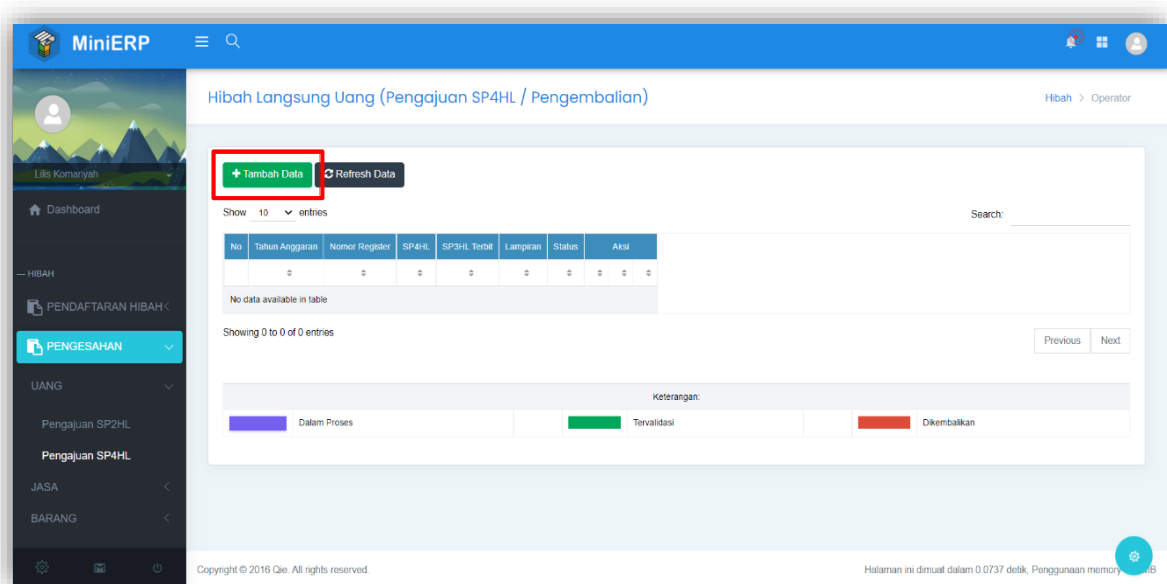 MiniERP
Hibah Langsung Uang (Pengajuan SP4HL / Pengembalian)
Hibah > Operator
Lilis Komariyah
Dashboard
— HIBAH
PENDAFTARAN HIBAH
PENGESAHAN
UANG
Pengajuan SP2HL
Pengajuan SP4HL
JASA
BARANG
+ Tambah Data Refresh Data
Show 10 entries
Search:
No Tahun Anggaran Nomor Register SP4HL SP3HL Terbit Lampiran Status Aksi
No data available in table
Showing 0 to 0 of 0 entries
Previous Next
Keterangan:
Dalam Proses Tervalidasi Dikembalikan
Copyright © 2016 Qie. All rights reserved.
Halaman ini dimuat dalam 0.0737 detik, Penggunaan memory